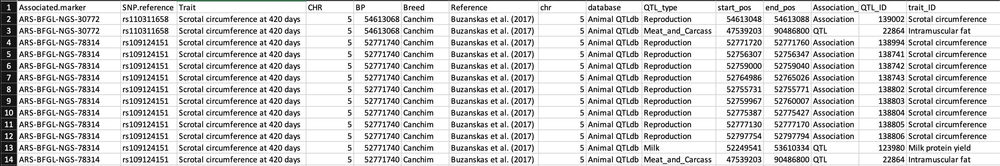 1 Associated.marker SNP.reference Trait CHR BP Breed Reference chr database QTL_type start_pos end_pos Association_ QTL_ID trait_ID
2 ARS-BFGL-NGS-30772 rs110311658 Scrotal circumference at 420 days 5 54613068 Canchim Buzanskas et al. (2017) 5 Animal QTLdb Reproduction 54613048 54613088 Association 139002 Scrotal circumference
3 ARS-BFGL-NGS-30772 rs110311658 Scrotal circumference at 420 days 5 54613068 Canchim Buzanskas et al. (2017) 5 Animal QTLdb Meat_and_Carcass 47539203 90486800 QTL 22864 Intramuscular fat
4 ARS-BFGL-NGS-78314 rs109124151 Scrotal circumference at 420 days 5 52771740 Canchim Buzanskas et al. (2017) 5 Animal QTLdb Reproduction 52771720 52771760 Association 138994 Scrotal circumference
5 ARS-BFGL-NGS-78314 rs109124151 Scrotal circumference at 420 days 5 52771740 Canchim Buzanskas et al. (2017) 5 Animal QTLdb Reproduction 52756307 52756347 Association 138741 Scrotal circumference
6 ARS-BFGL-NGS-78314 rs109124151 Scrotal circumference at 420 days 5 52771740 Canchim Buzanskas et al. (2017) 5 Animal QTLdb Reproduction 52759000 52759040 Association 138742 Scrotal circumference
7 ARS-BFGL-NGS-78314 rs109124151 Scrotal circumference at 420 days 5 52771740 Canchim Buzanskas et al. (2017) 5 Animal QTLdb Reproduction 52764986 52765026 Association 138743 Scrotal circumference
8 ARS-BFGL-NGS-78314 rs109124151 Scrotal circumference at 420 days 5 52771740 Canchim Buzanskas et al. (2017) 5 Animal QTLdb Reproduction 52755731 52755771 Association 138802 Scrotal circumference
9 ARS-BFGL-NGS-78314 rs109124151 Scrotal circumference at 420 days 5 52771740 Canchim Buzanskas et al. (2017) 5 Animal QTLdb Reproduction 52759967 52760007 Association 138803 Scrotal circumference
10 ARS-BFGL-NGS-78314 rs109124151 Scrotal circumference at 420 days 5 52771740 Canchim Buzanskas et al. (2017) 5 Animal QTLdb Reproduction 52775387 52775427 Association 138804 Scrotal circumference
11 ARS-BFGL-NGS-78314 rs109124151 Scrotal circumference at 420 days 5 52771740 Canchim Buzanskas et al. (2017) 5 Animal QTLdb Reproduction 52777130 52777170 Association 138805 Scrotal circumference
12 ARS-BFGL-NGS-78314 rs109124151 Scrotal circumference at 420 days 5 52771740 Canchim Buzanskas et al. (2017) 5 Animal QTLdb Reproduction 52797754 52797794 Association 138806 Scrotal circumference
13 ARS-BFGL-NGS-78314 rs109124151 Scrotal circumference at 420 days 5 52771740 Canchim Buzanskas et al. (2017) 5 Animal QTLdb Milk 52249541 53610334 QTL 123980 Milk protein yield
14 ARS-BFGL-NGS-78314 rs109124151 Scrotal circumference at 420 days 5 52771740 Canchim Buzanskas et al. (2017) 5 Animal QTLdb Meat_and_Carcass 47539203 90486800 QTL 22864 Intramuscular fat